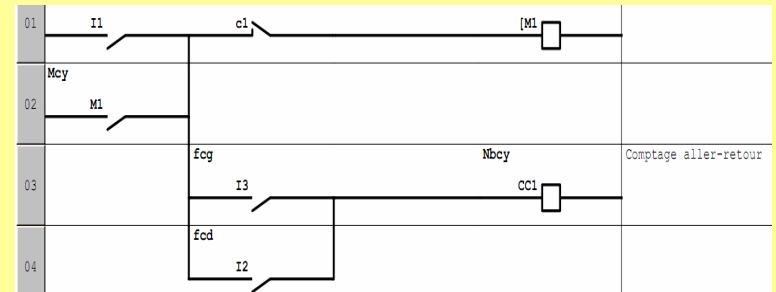 01 I1 c1 [M1
Mcy
02 M1
fcg Nbcy Comptage aller-retour
03 I3 CC1
fcd
04 I2